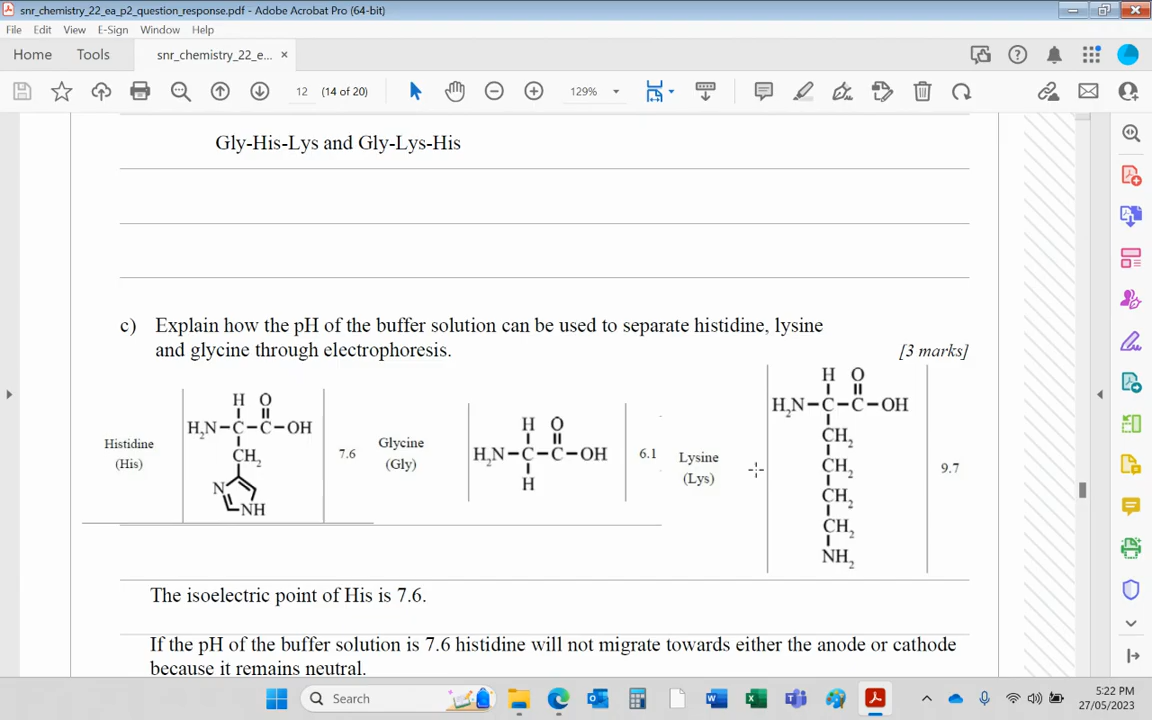 snr_chemistry_22_ea_p2_question_response.pdf - Adobe Acrobat Pro (64-bit)
File Edit View E-Sign Window Help
Home Tools snr_chemistry_22_e... ×
12 (14 of 20) 129%
Gly-His-Lys and Gly-Lys-His
c) Explain how the pH of the buffer solution can be used to separate histidine, lysine
and glycine through electrophoresis.
[3 marks]
Histidine
(His)
H O
H₂N–C–C–OH
CH₂
N
NH
7.6
Glycine
(Gly)
H O
H₂N–C–C–OH
H
6.1
Lysine
(Lys)
H O
H₂N–C–C–OH
CH₂
CH₂
CH₂
CH₂
NH₂
9.7
The isoelectric point of His is 7.6.
If the pH of the buffer solution is 7.6 histidine will not migrate towards either the anode or cathode
because it remains neutral.
Search
5:22 PM
27/05/2023